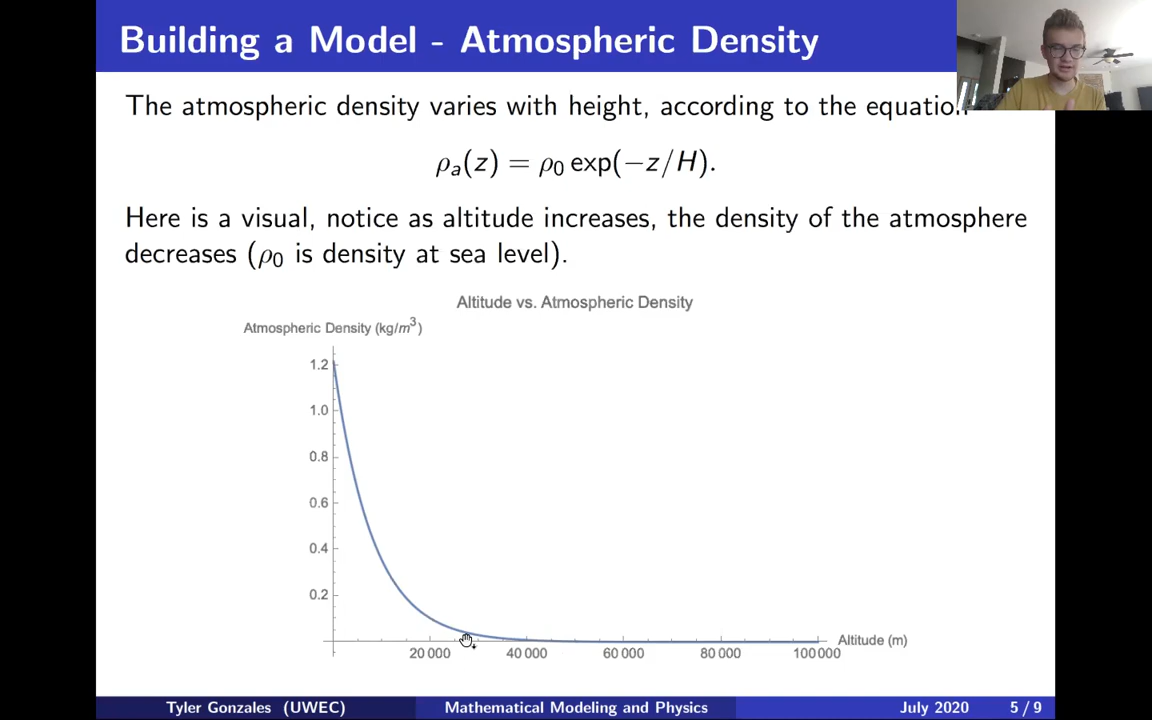 Building a Model - Atmospheric Density
The atmospheric density varies with height, according to the equation
ρₐ(z) = ρ₀ exp(−z/H).
Here is a visual, notice as altitude increases, the density of the atmosphere
decreases (ρ₀ is density at sea level).
Altitude vs. Atmospheric Density
Atmospheric Density (kg/m³)
1.2
1.0
0.8
0.6
0.4
0.2
Altitude (m)
20 000 40 000 60 000 80 000 100 000
Tyler Gonzales (UWEC) Mathematical Modeling and Physics July 2020 5 / 9